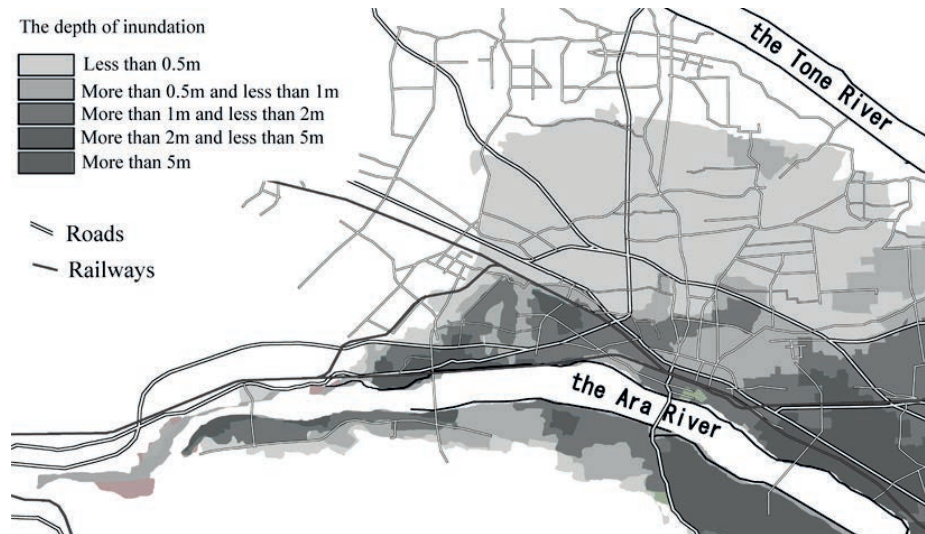 The depth of inundation
Less than 0.5m
More than 0.5m and less than 1m
More than 1m and less than 2m
More than 2m and less than 5m
More than 5m
Roads
Railways
the Tone River
the Ara River